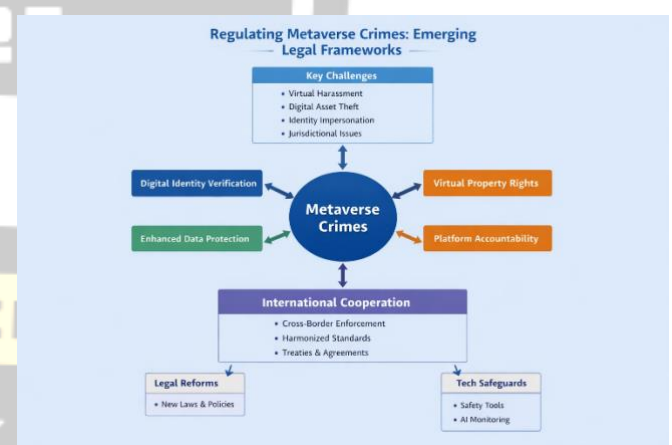 Regulating Metaverse Crimes: Emerging
Legal Frameworks
Key Challenges
• Virtual Harassment
• Digital Asset Theft
• Identity Impersonation
• Jurisdictional Issues
Digital Identity Verification
Virtual Property Rights
Metaverse
Crimes
Enhanced Data Protection
Platform Accountability
International Cooperation
• Cross-Border Enforcement
• Harmonized Standards
• Treaties & Agreements
Legal Reforms
• New Laws & Policies
Tech Safeguards
• Safety Tools
• AI Monitoring